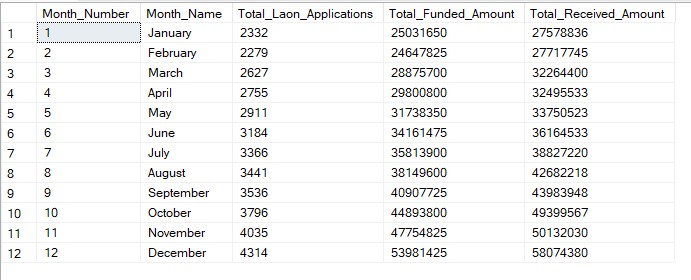 Month_Number Month_Name Total_Laon_Applications Total_Funded_Amount Total_Received_Amount
1 1 January 2332 25031650 27578836
2 2 February 2279 24647825 27717745
3 3 March 2627 28875700 32264400
4 4 April 2755 29800800 32495533
5 5 May 2911 31738350 33750523
6 6 June 3184 34161475 36164533
7 7 July 3366 35813900 38827220
8 8 August 3441 38149600 42682218
9 9 September 3536 40907725 43983948
10 10 October 3796 44893800 49399567
11 11 November 4035 47754825 50132030
12 12 December 4314 53981425 58074380